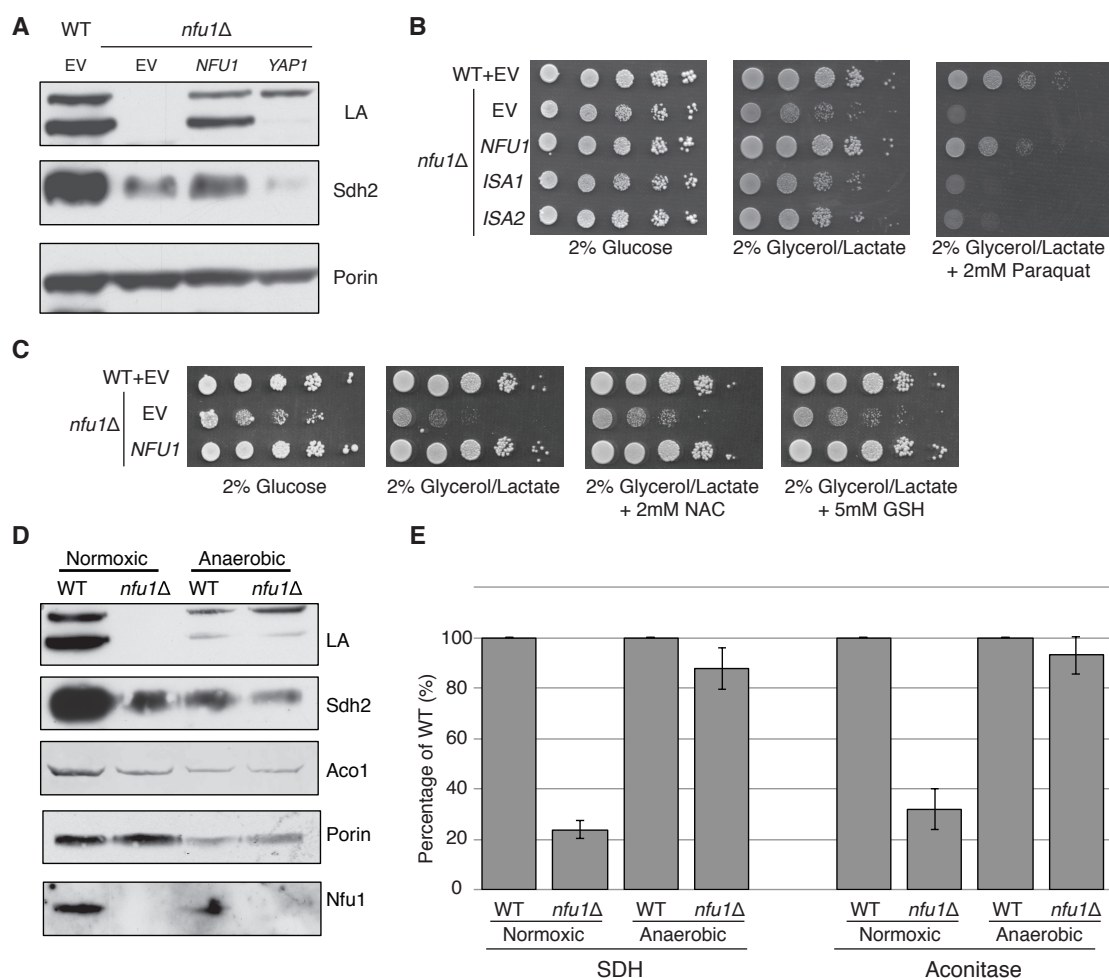 A
WT
nfu1Δ
EV
EV
NFU1
YAP1
LA
Sdh2
Porin
B
WT+EV
EV
NFU1
ISA1
ISA2
nfu1Δ
2% Glucose
2% Glycerol/Lactate
2% Glycerol/Lactate
+ 2mM Paraquat
C
WT+EV
EV
NFU1
nfu1Δ
2% Glucose
2% Glycerol/Lactate
2% Glycerol/Lactate
+ 2mM NAC
2% Glycerol/Lactate
+ 5mM GSH
D
Normoxic
Anaerobic
WT
nfu1Δ
WT
nfu1Δ
LA
Sdh2
Aco1
Porin
Nfu1
E
Percentage of WT (%)
100
80
60
40
20
0
WT
nfu1Δ
WT
nfu1Δ
WT
nfu1Δ
WT
nfu1Δ
Normoxic
Anaerobic
Normoxic
Anaerobic
SDH
Aconitase